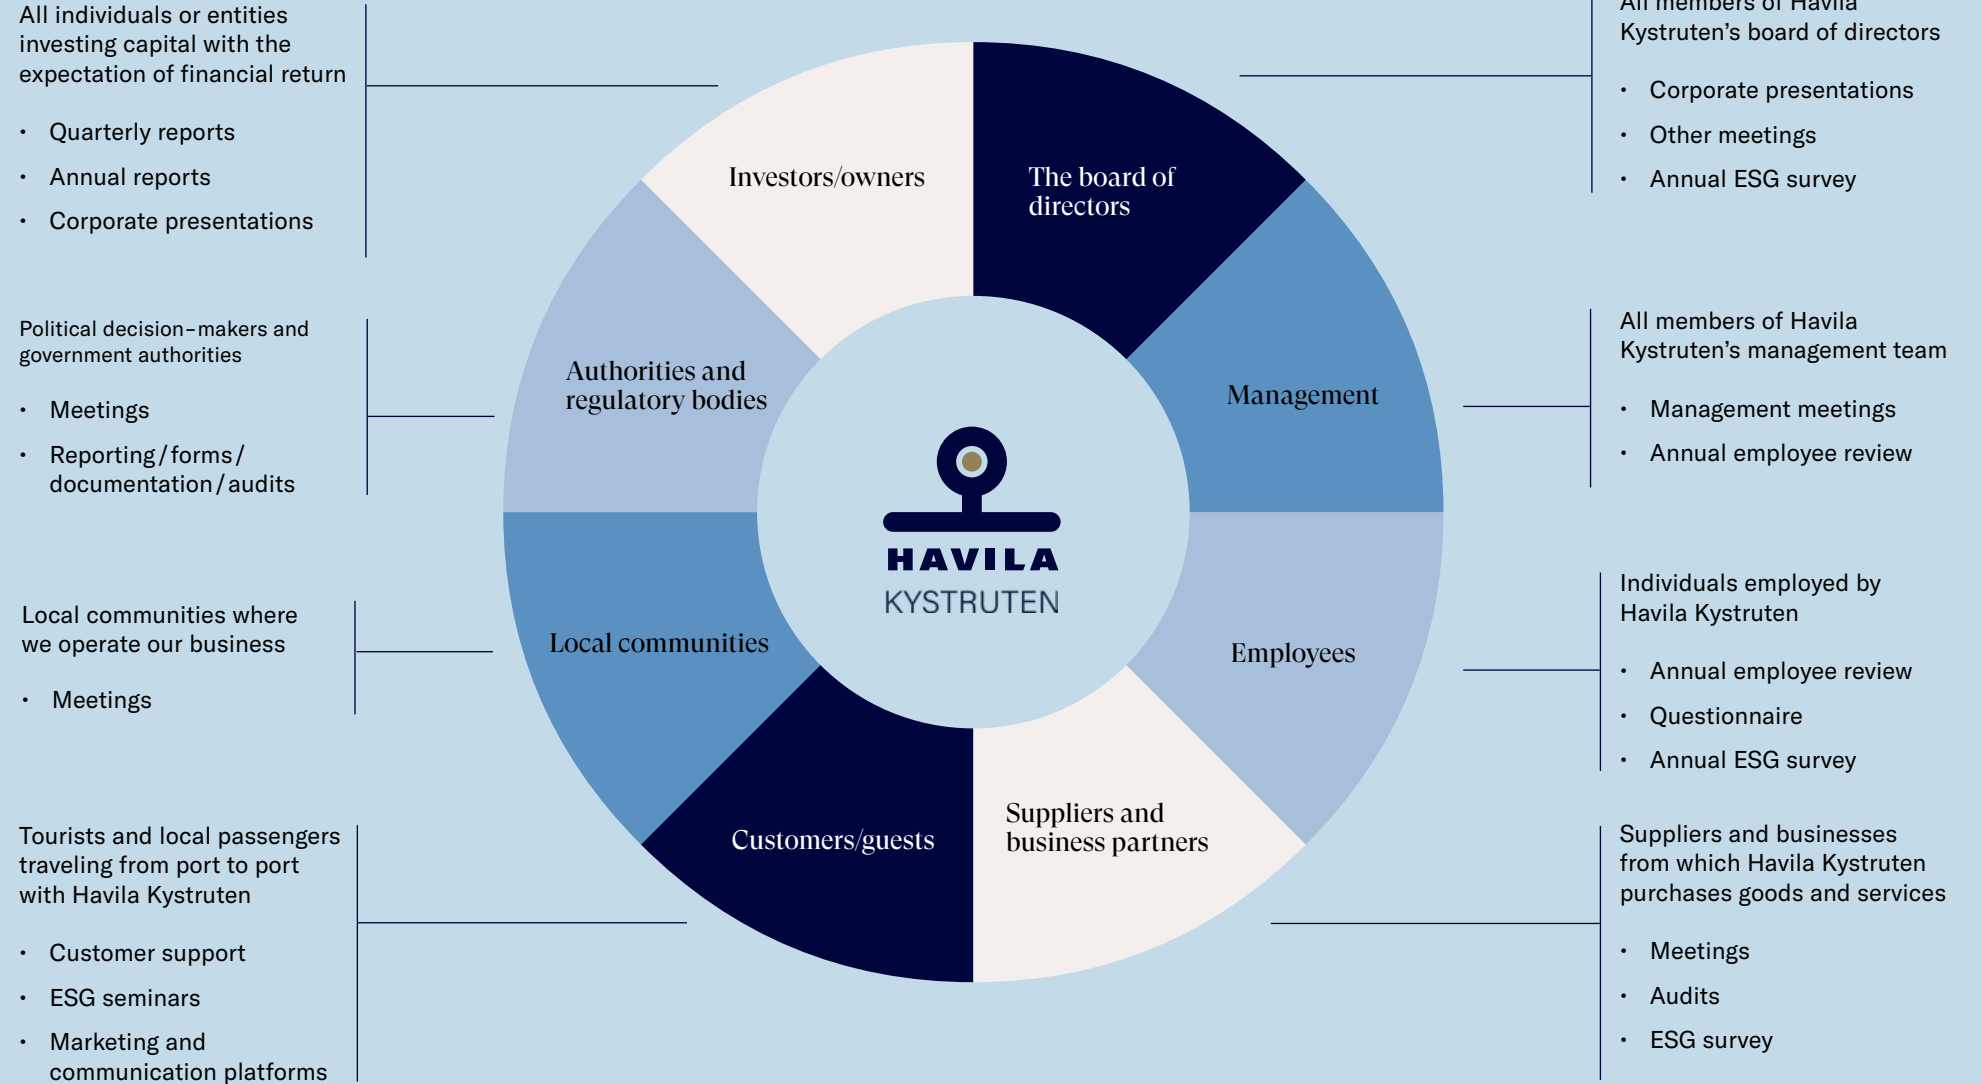 All individuals or entities
investing capital with the
expectation of financial return
• Quarterly reports
• Annual reports
• Corporate presentations
Political decision-makers and
government authorities
• Meetings
• Reporting/forms/
documentation/audits
Local communities where
we operate our business
• Meetings
Tourists and local passengers
traveling from port to port
with Havila Kystruten
• Customer support
• ESG seminars
• Marketing and
communication platforms
Investors/owners
The board of
directors
Authorities and
regulatory bodies
Management
HAVILA
KYSTRUTEN
Local communities
Employees
Customers/guests
Suppliers and
business partners
All members of Havila
Kystruten's board of directors
• Corporate presentations
• Other meetings
• Annual ESG survey
All members of Havila
Kystruten's management team
• Management meetings
• Annual employee review
Individuals employed by
Havila Kystruten
• Annual employee review
• Questionnaire
• Annual ESG survey
Suppliers and businesses
from which Havila Kystruten
purchases goods and services
• Meetings
• Audits
• ESG survey